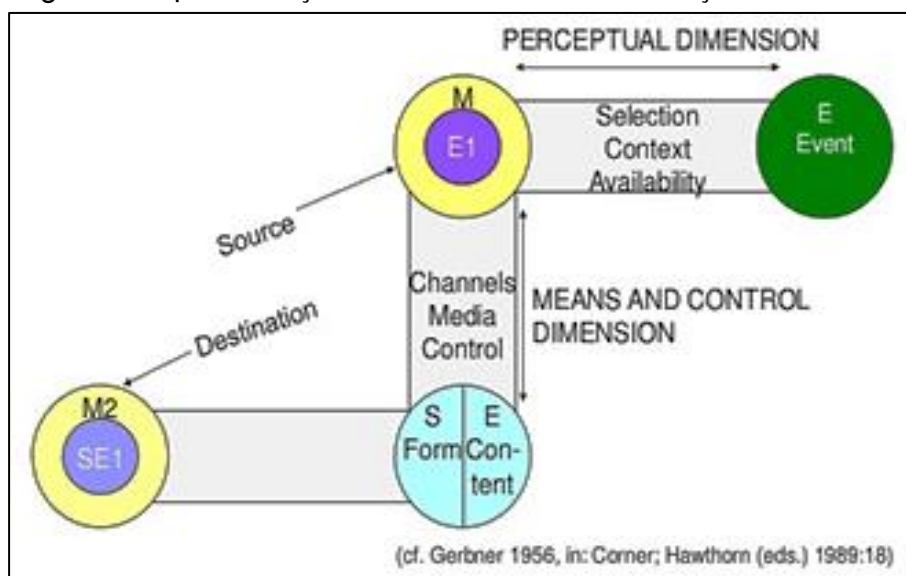 PERCEPTUAL DIMENSION
M
E1
Selection
Context
Availability
E
Event
Source
Channels
Media
Control
MEANS AND CONTROL
DIMENSION
Destination
M2
SE1
S
Form
E
Con-
tent
(cf. Gerbner 1956, in: Corner; Hawthorn (eds.) 1989:18)